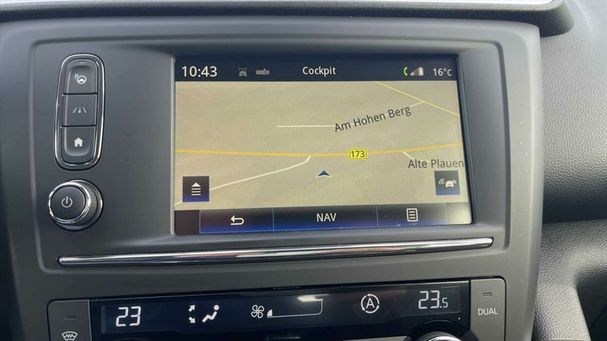 10:43 Cockpit 16°C
Am Hohen Berg
173
Alte Plauen
NAV
23 A 23.5
DUAL